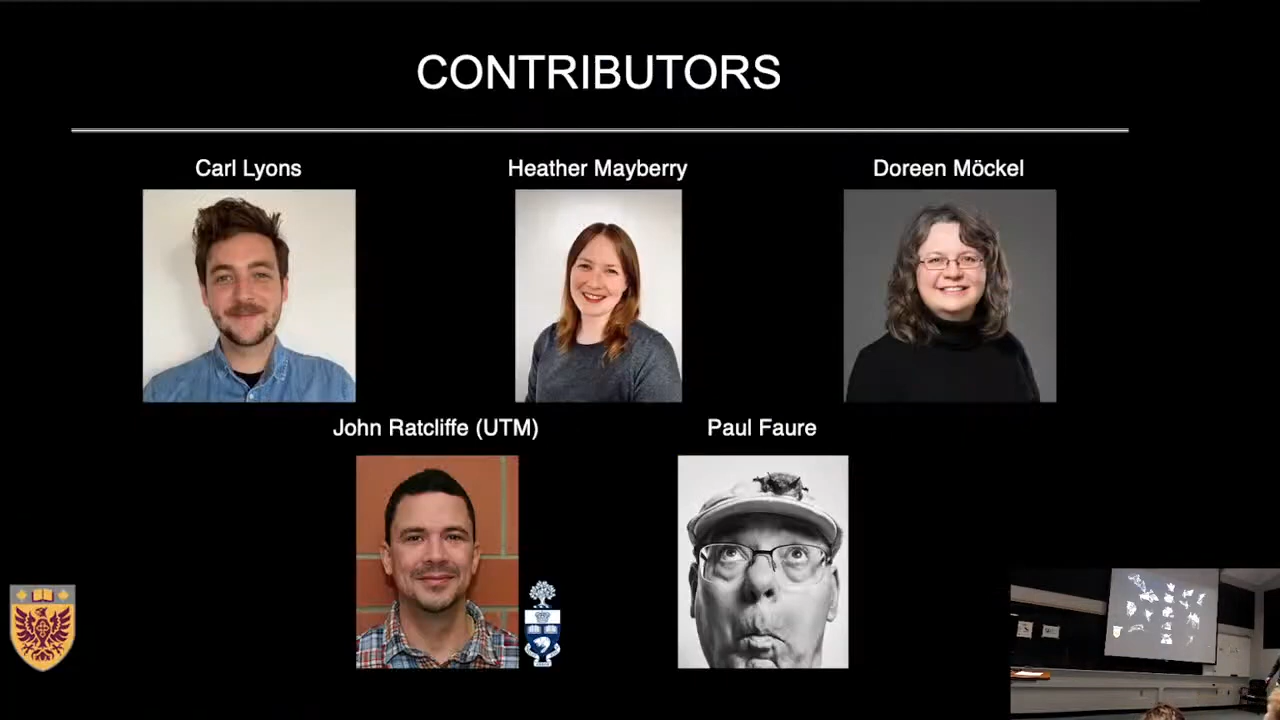 CONTRIBUTORS
Carl Lyons
Heather Mayberry
Doreen Möckel
John Ratcliffe (UTM)
Paul Faure